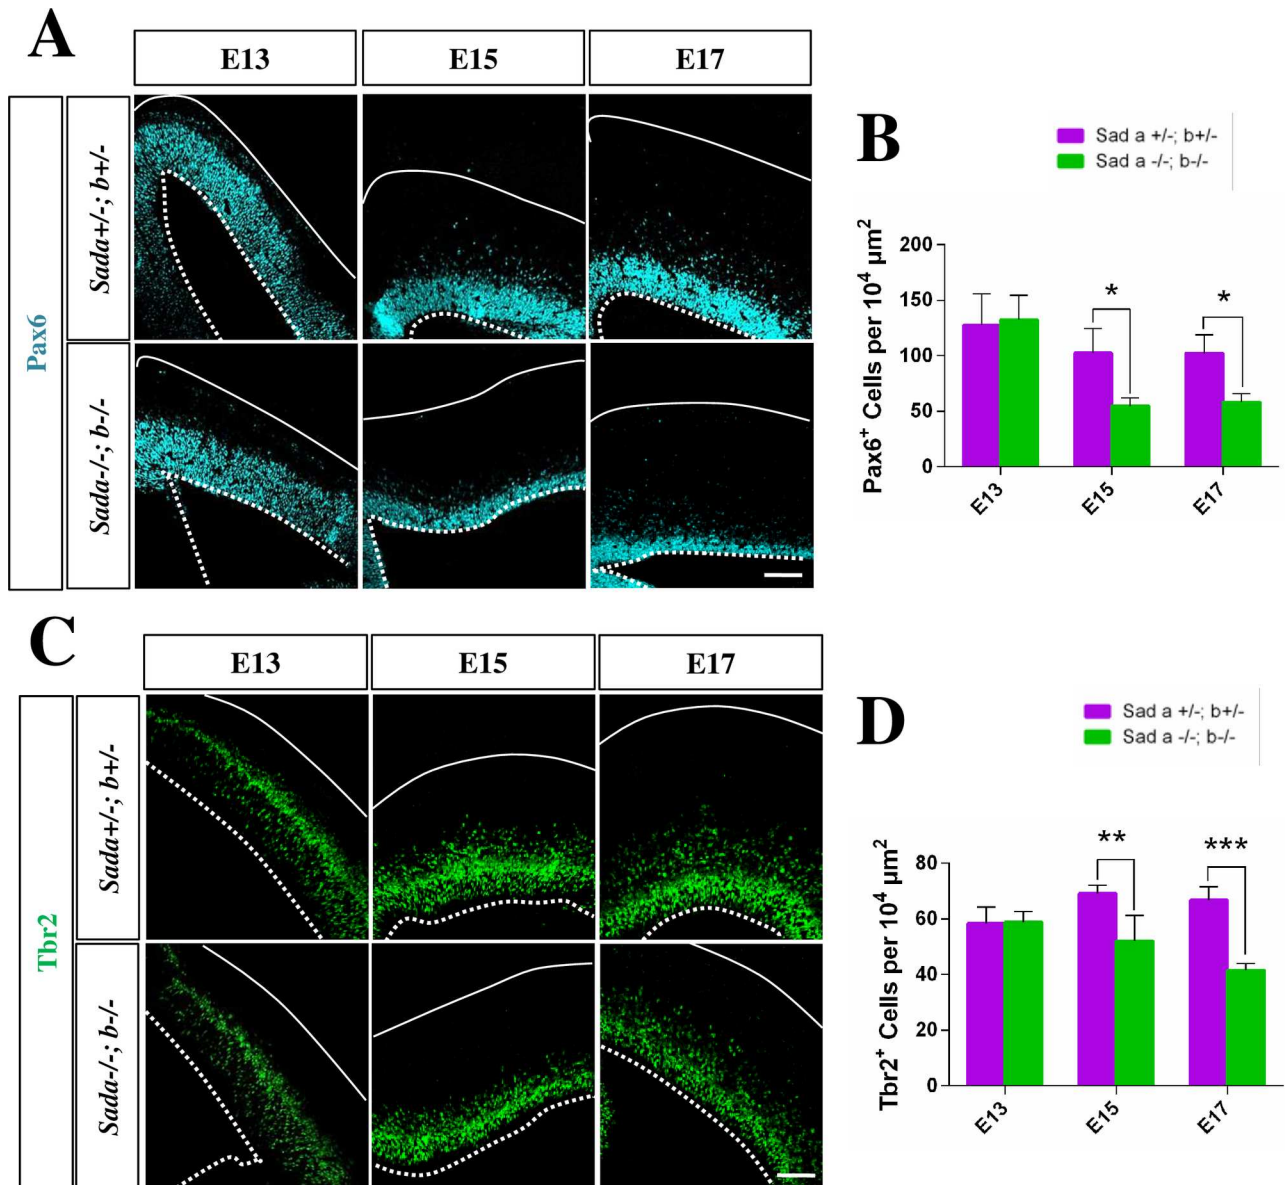 A
E13 E15 E17
Pax6
Sada+/-; b+/-
Sada-/-; b-/-
B
Sad a +/-; b+/-
Sad a -/-; b-/-
Pax6⁺ Cells per 10⁴ µm²
200
150
100
50
0
* *
E13 E15 E17
C
E13 E15 E17
Tbr2
Sada+/-; b+/-
Sada-/-; b-/-
D
Sad a +/-; b+/-
Sad a -/-; b-/-
Tbr2⁺ Cells per 10⁴ µm²
80
60
40
20
0
** ***
E13 E15 E17